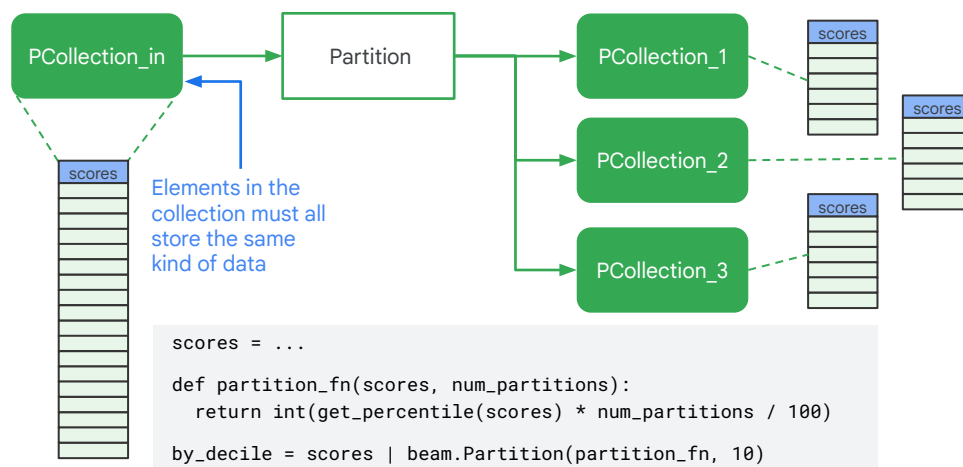 PCollection_in
Partition
PCollection_1
scores
scores
PCollection_2
scores
Elements in the
collection must all
store the same
kind of data
scores
PCollection_3
scores = ...
def partition_fn(scores, num_partitions):
  return int(get_percentile(scores) * num_partitions / 100)
by_decile = scores | beam.Partition(partition_fn, 10)